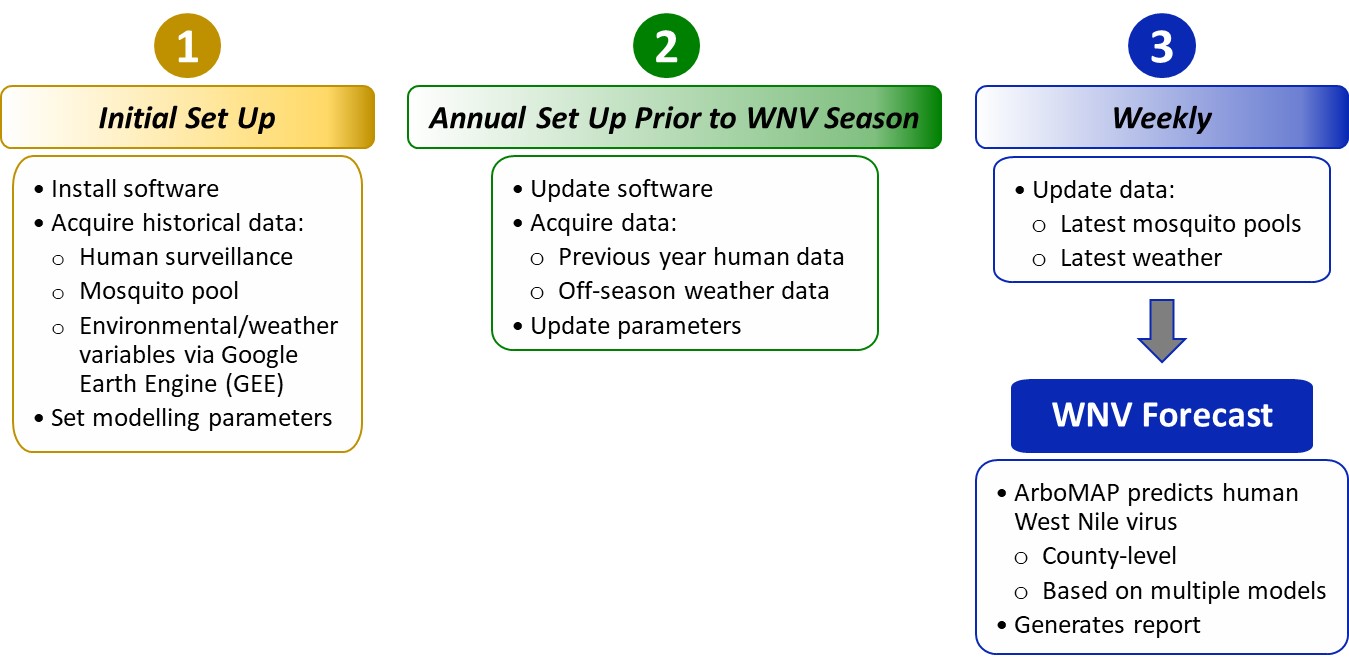 1
Initial Set Up
• Install software
• Acquire historical data:
o Human surveillance
o Mosquito pool
o Environmental/weather
variables via Google
Earth Engine (GEE)
• Set modelling parameters
2
Annual Set Up Prior to WNV Season
• Update software
• Acquire data:
o Previous year human data
o Off-season weather data
• Update parameters
3
Weekly
• Update data:
o Latest mosquito pools
o Latest weather
WNV Forecast
• ArboMAP predicts human
West Nile virus
o County-level
o Based on multiple models
• Generates report